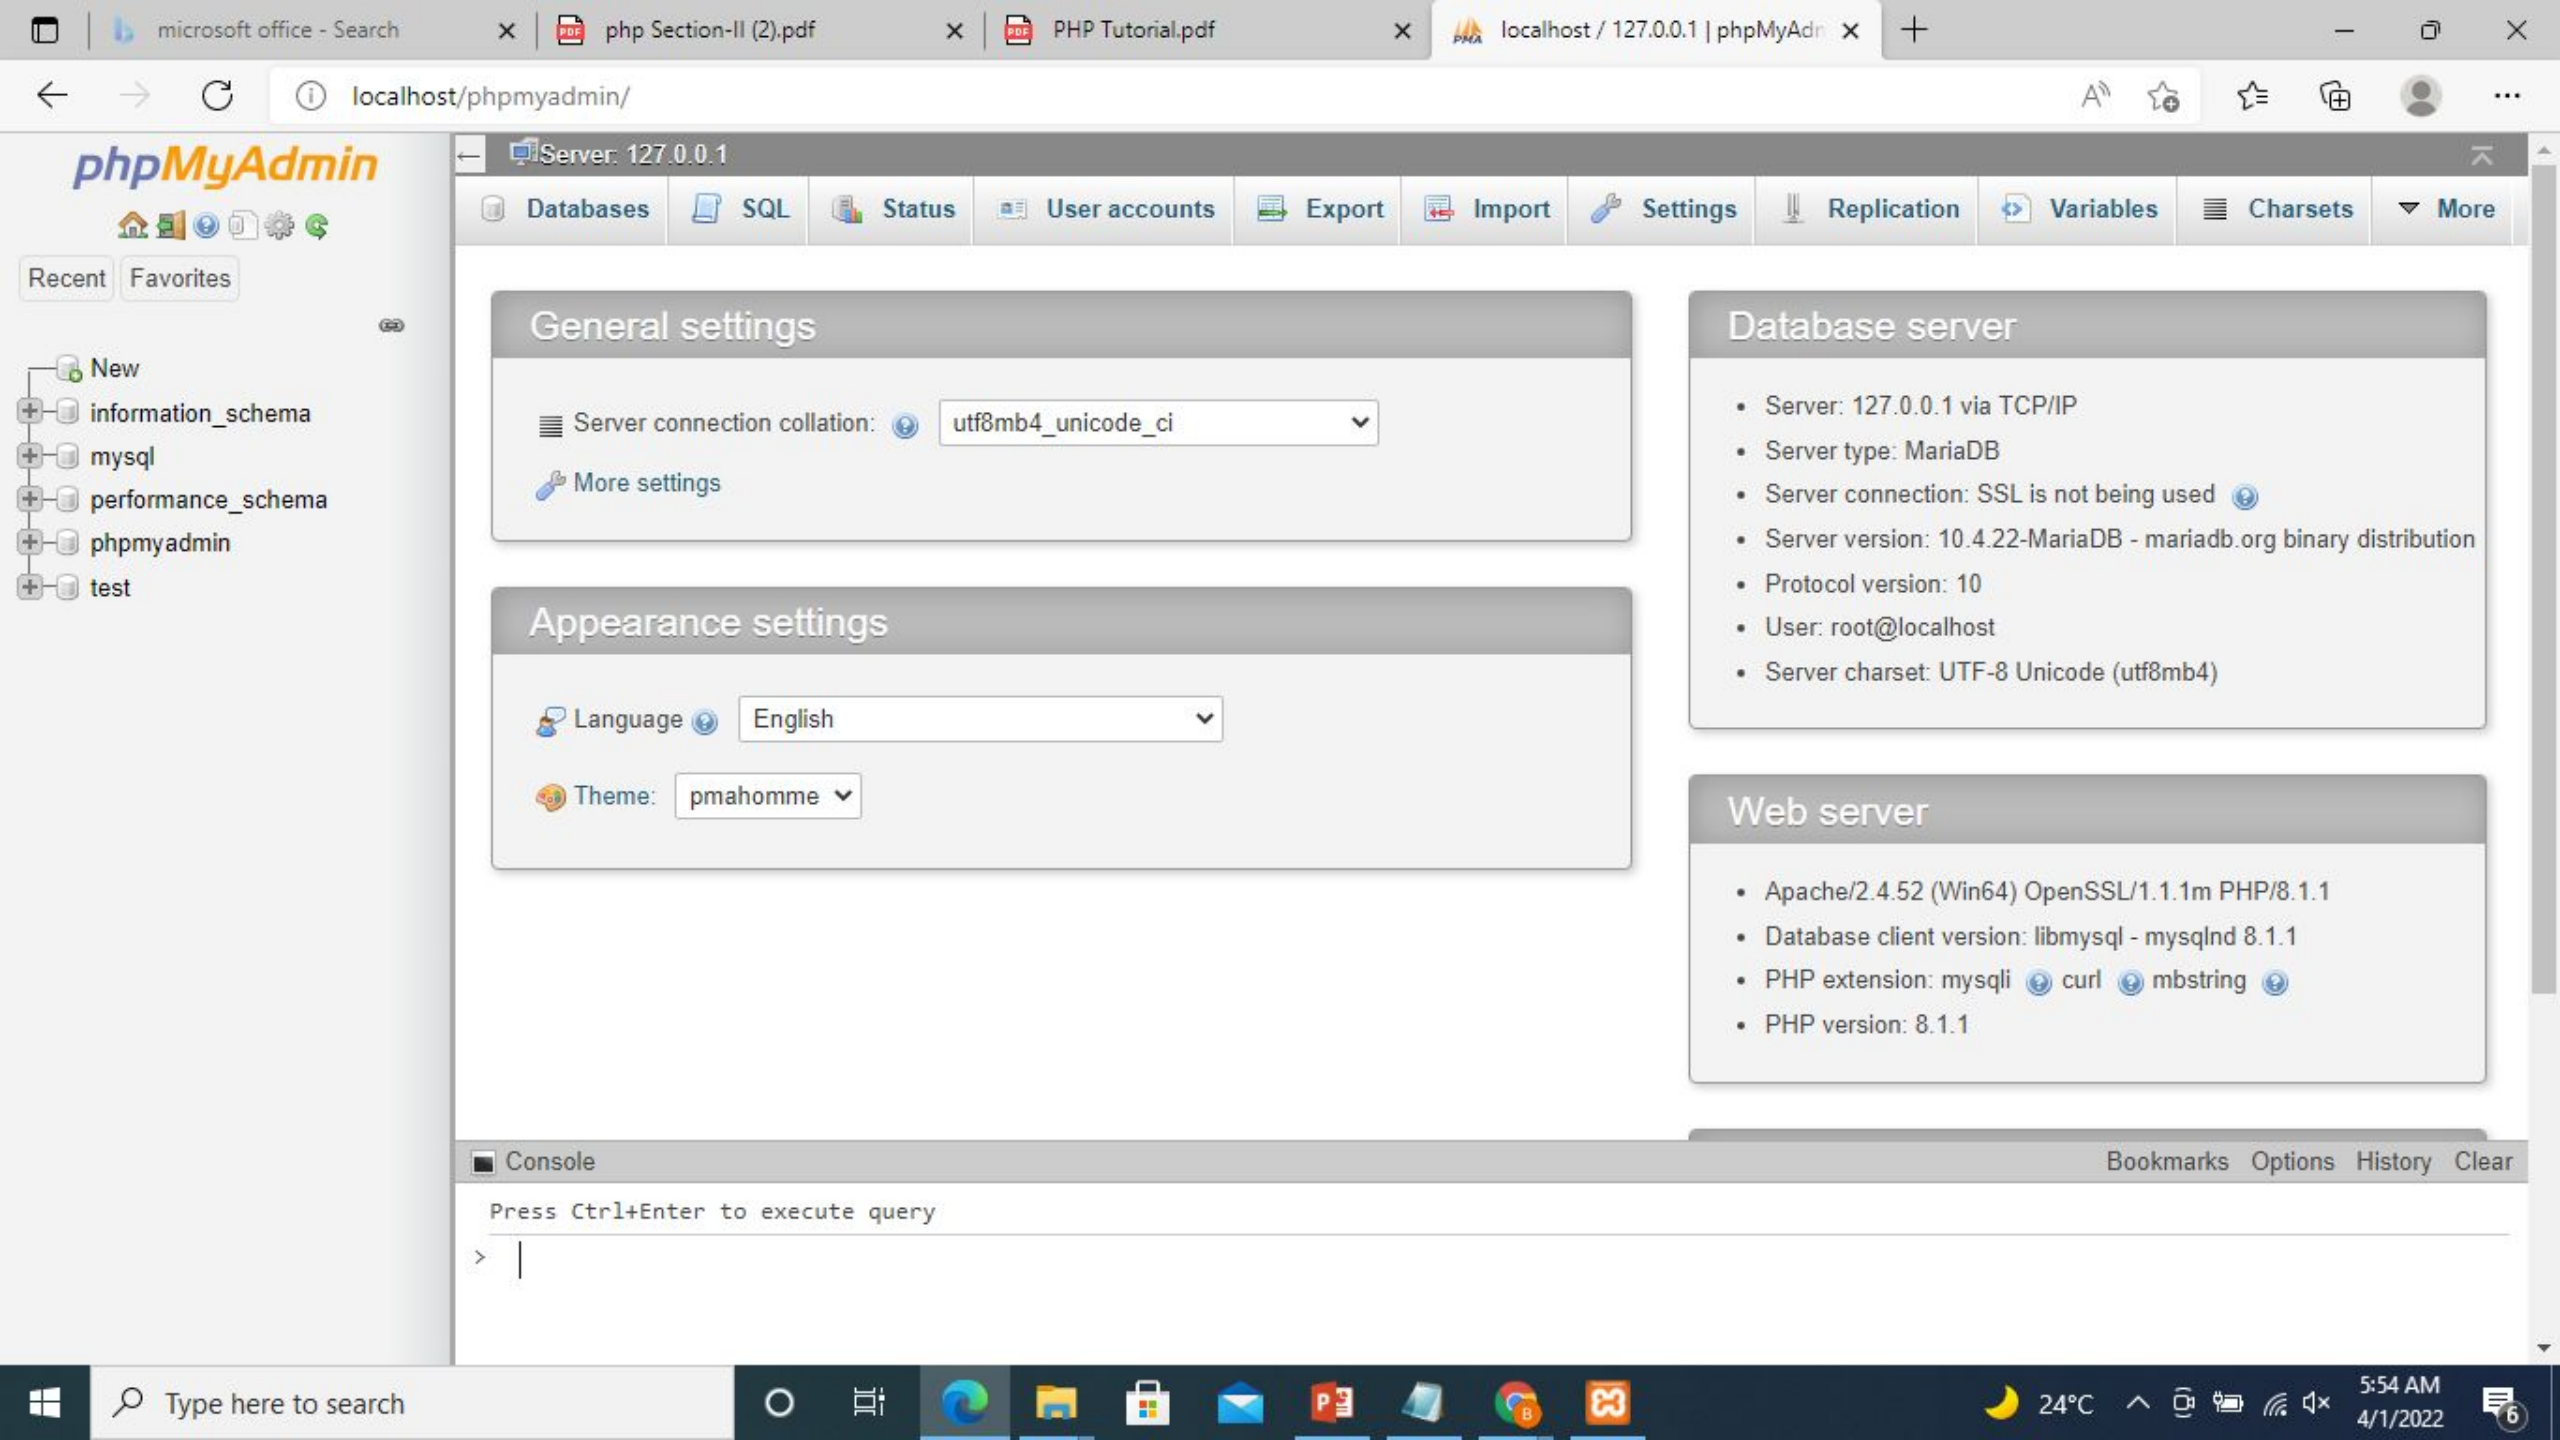 microsoft office - Search
php Section-II (2).pdf
PHP Tutorial.pdf
localhost / 127.0.0.1 | phpMyAdn
localhost/phpmyadmin/
phpMyAdmin
Recent Favorites
New
information_schema
mysql
performance_schema
phpmyadmin
test
Server: 127.0.0.1
Databases SQL Status User accounts Export Import Settings Replication Variables Charsets More
General settings
Server connection collation: utf8mb4_unicode_ci
More settings
Appearance settings
Language English
Theme: pmahomme
Database server
Server: 127.0.0.1 via TCP/IP
Server type: MariaDB
Server connection: SSL is not being used
Server version: 10.4.22-MariaDB - mariadb.org binary distribution
Protocol version: 10
User: root@localhost
Server charset: UTF-8 Unicode (utf8mb4)
Web server
Apache/2.4.52 (Win64) OpenSSL/1.1.1m PHP/8.1.1
Database client version: libmysql - mysqlnd 8.1.1
PHP extension: mysqli curl mbstring
PHP version: 8.1.1
Console
Bookmarks Options History Clear
Press Ctrl+Enter to execute query
>
Type here to search
24°C
5:54 AM
4/1/2022
6